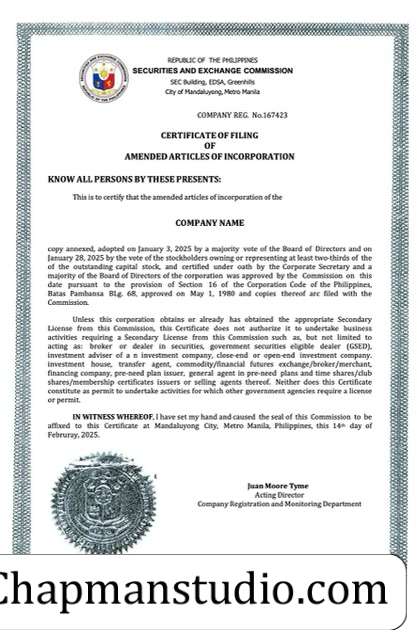 REPUBLIC OF THE PHILIPPINES
SECURITIES AND EXCHANGE COMMISSION
SEC Building, EDSA, Greenhills
City of Mandaluyong, Metro Manila
COMPANY REG. No.167423
CERTIFICATE OF FILING
OF
AMENDED ARTICLES OF INCORPORATION
KNOW ALL PERSONS BY THESE PRESENTS:
This is to certify that the amended articles of incorporation of the
COMPANY NAME
copy annexed, adopted on January 3, 2025 by a majority vote of the Board of Directors and on
January 28, 2025 by the vote of the stockholders owning or representing at least two-thirds of the
of the outstanding capital stock, and certified under oath by the Corporate Secretary and a
majority of the Board of Directors of the corporation was approved by the Commission on this
date pursuant to the provision of Section 16 of the Corporation Code of the Philippines,
Batas Pambansa BLg. 68, approved on May 1, 1980 and copies thereof arc filed with the
Commission.
Unless this corporation obtains or already has obtained the appropriate Secondary
License from this Commission, this Certificate does not authorize it to undertake business
activities requiring a Secondary License from this Commission such as, but not limited to
acting as: broker or dealer in securities, government securities eligible dealer (GSED),
investment adviser of a n investment company, close-end or open-end investment company.
investment house, transfer agent, commodity/financial futures exchange/broker/merchant,
financing company, pre-need plan issuer, general agent in pre-need plans and time shares/club
shares/membership certificates issuers or selling agents thereof. Neither does this Certificate
constitute as permit to undertake activities for which other government agencies require a license
or permit.
IN WITNESS WHEREOF, I have set my hand and caused the seal of this Commission to be
affixed to this Certificate at Mandaluyong City, Metro Manila, Philippines, this 14th day of
Februray, 2025.
Juan Moore Tyme
Acting Director
Company Registration and Monitoring Department
Chapmanstudio.com